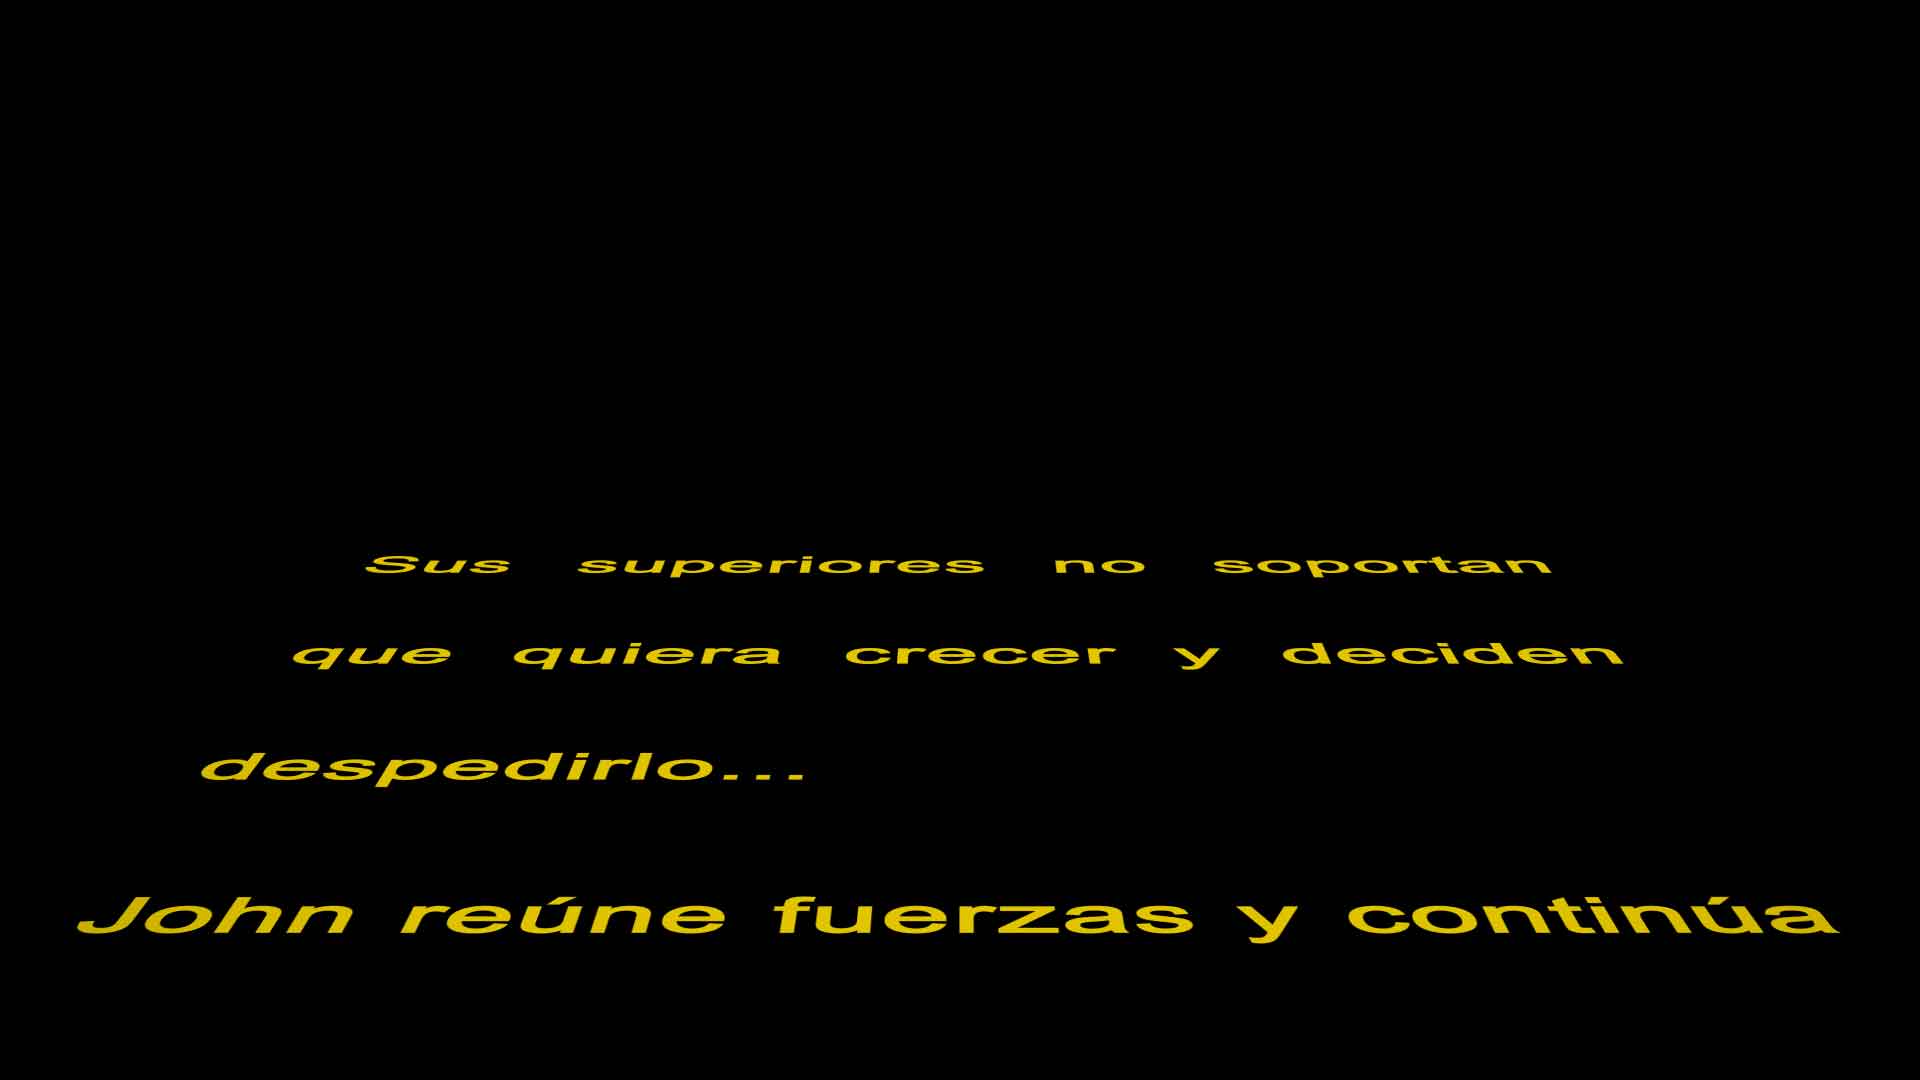 Sus superiores no soportan
que quiera crecer y deciden
despedirlo...
John reúne fuerzas y continúa